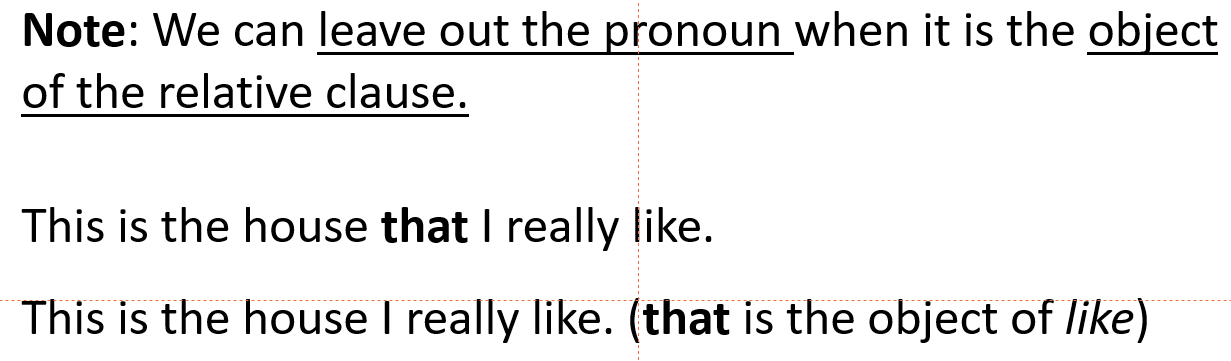 Note: We can leave out the pronoun when it is the object
of the relative clause.
This is the house that I really like.
This is the house I really like. (that is the object of like)